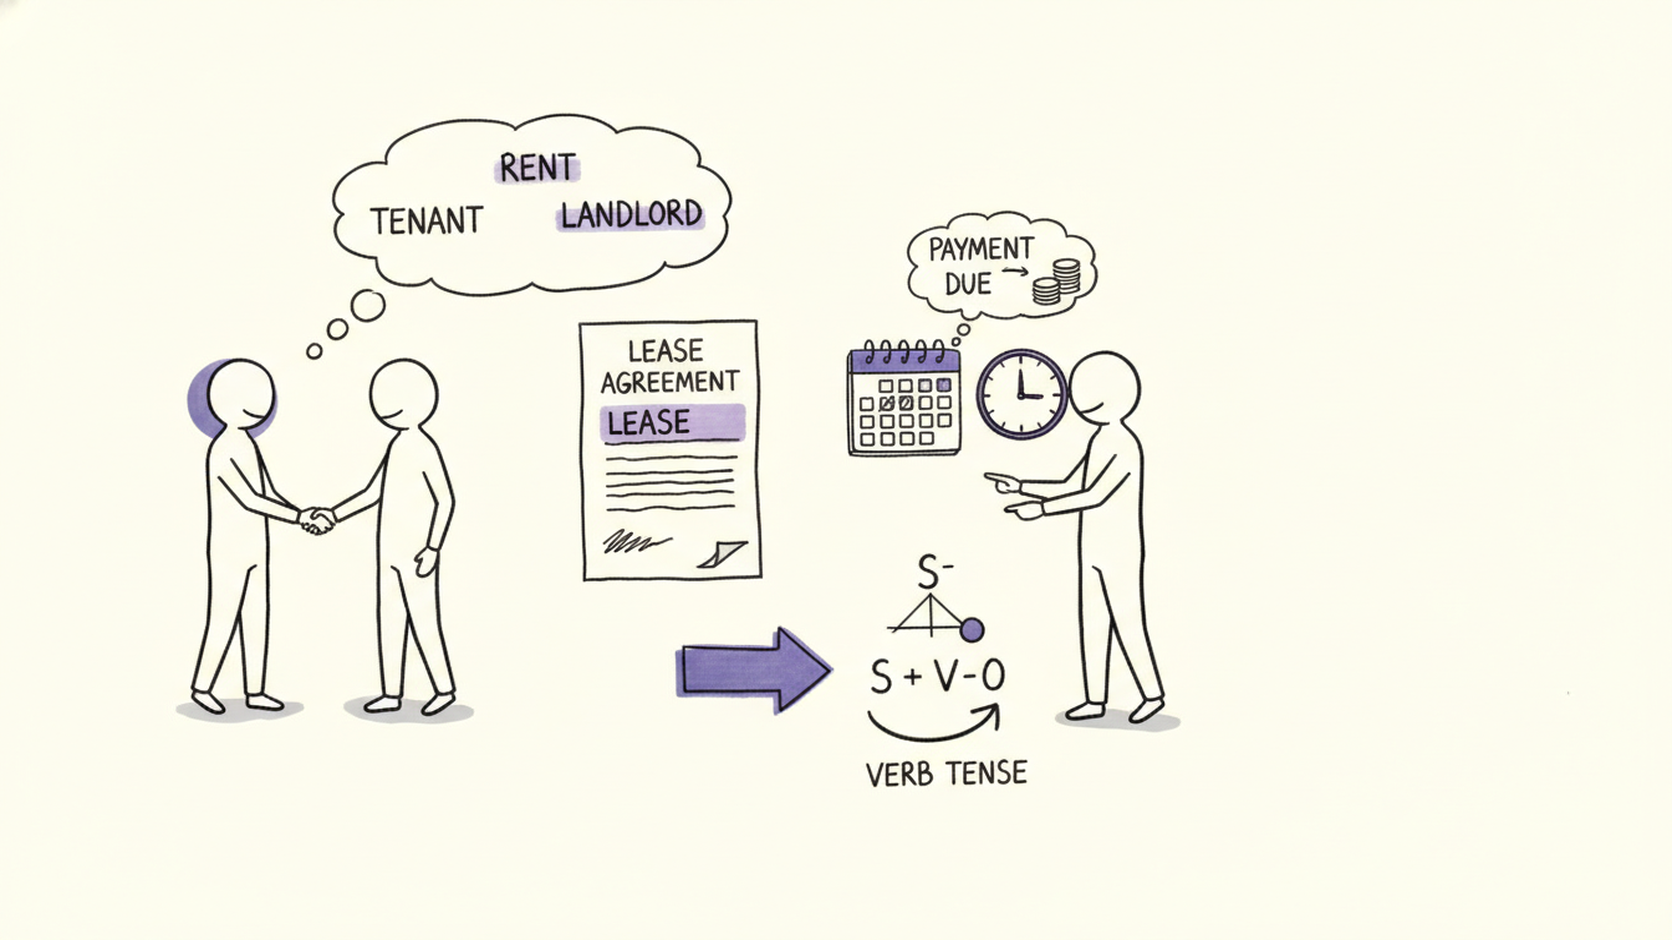 RENT
TENANT LANDLORD
LEASE
AGREEMENT
LEASE
PAYMENT
DUE →
S-
S + V - O
VERB TENSE